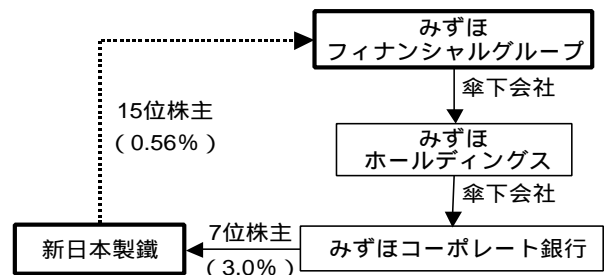 みずほ
フィナンシャルグループ
傘下会社
15位株主
（0.56％）
みずほ
ホールディングス
傘下会社
7位株主
（3.0％）
新日本製鐵
みずほコーポレート銀行